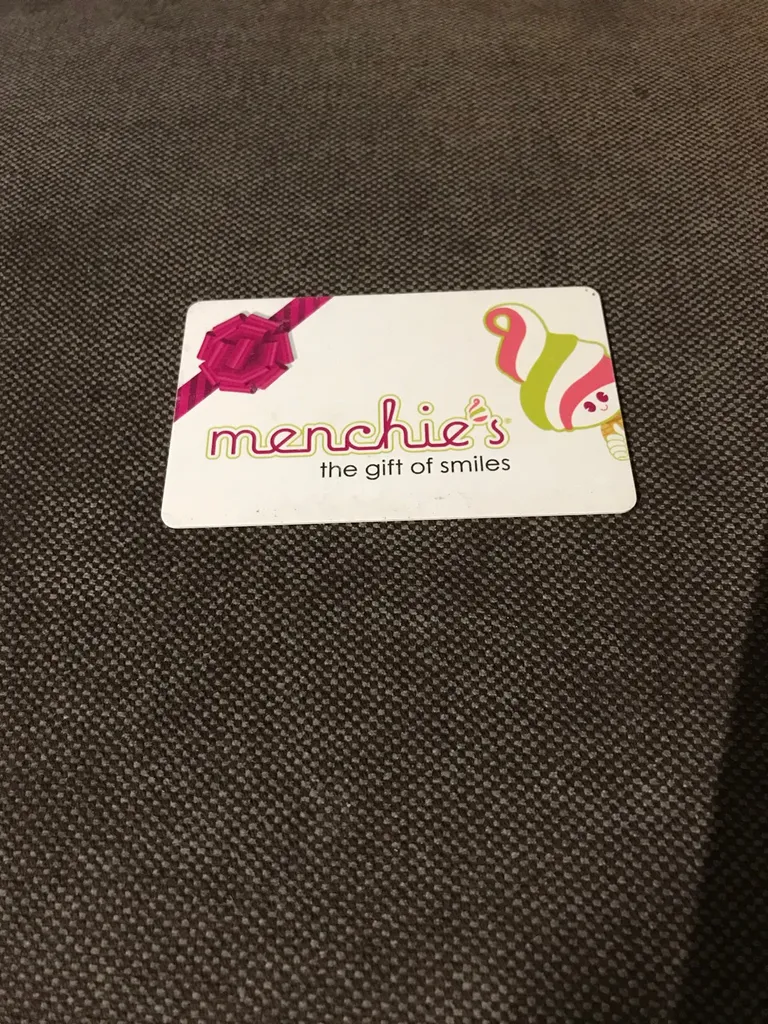 menchie's®
the gift of smiles